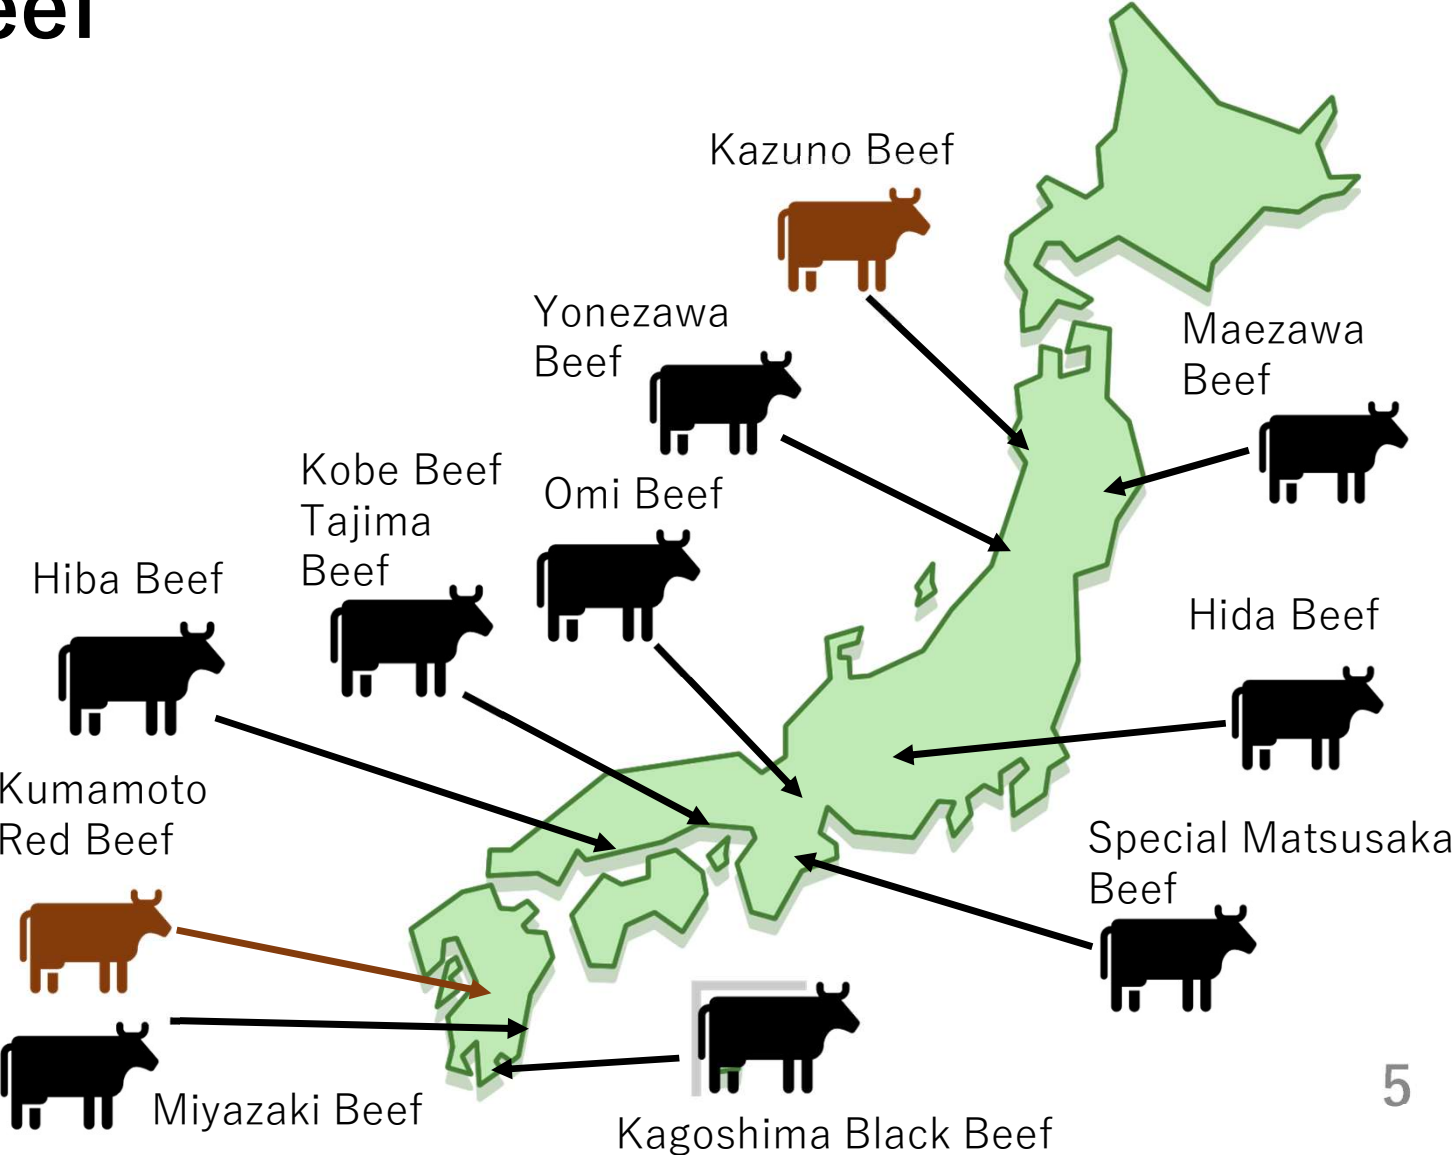 Kazuno Beef
Yonezawa
Beef
Maezawa
Beef
Kobe Beef
Tajima
Beef
Omi Beef
Hiba Beef
Hida Beef
Kumamoto
Red Beef
Special Matsusaka
Beef
Miyazaki Beef
Kagoshima Black Beef
5